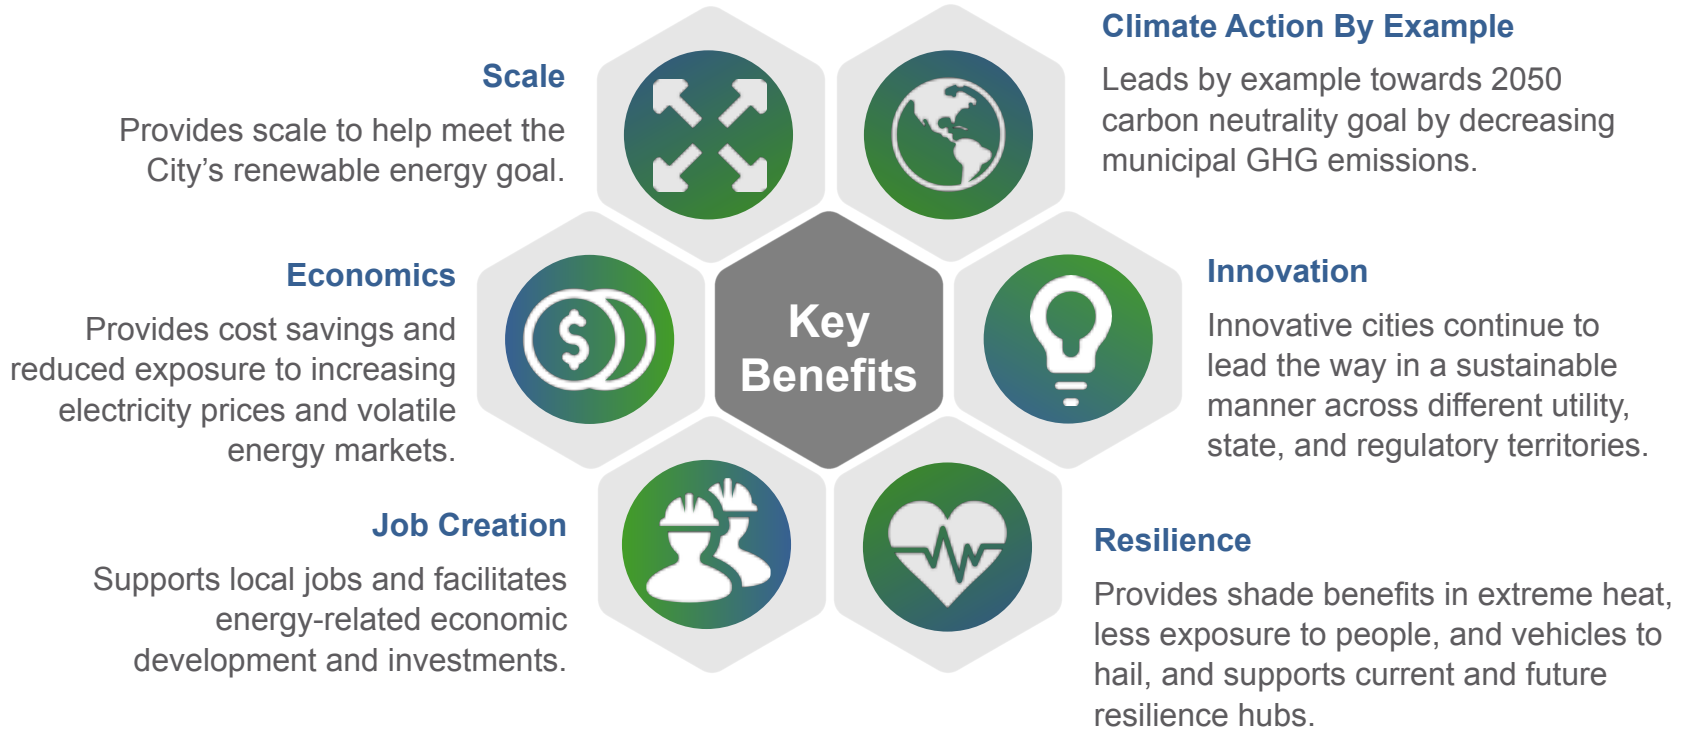 Scale
Provides scale to help meet the
City’s renewable energy goal.
Climate Action By Example
Leads by example towards 2050
carbon neutrality goal by decreasing
municipal GHG emissions.
Economics
Provides cost savings and
reduced exposure to increasing
electricity prices and volatile
energy markets.
$
Key
Benefits
Innovation
Innovative cities continue to
lead the way in a sustainable
manner across different utility,
state, and regulatory territories.
Job Creation
Supports local jobs and facilitates
energy-related economic
development and investments.
Resilience
Provides shade benefits in extreme heat,
less exposure to people, and vehicles to
hail, and supports current and future
resilience hubs.